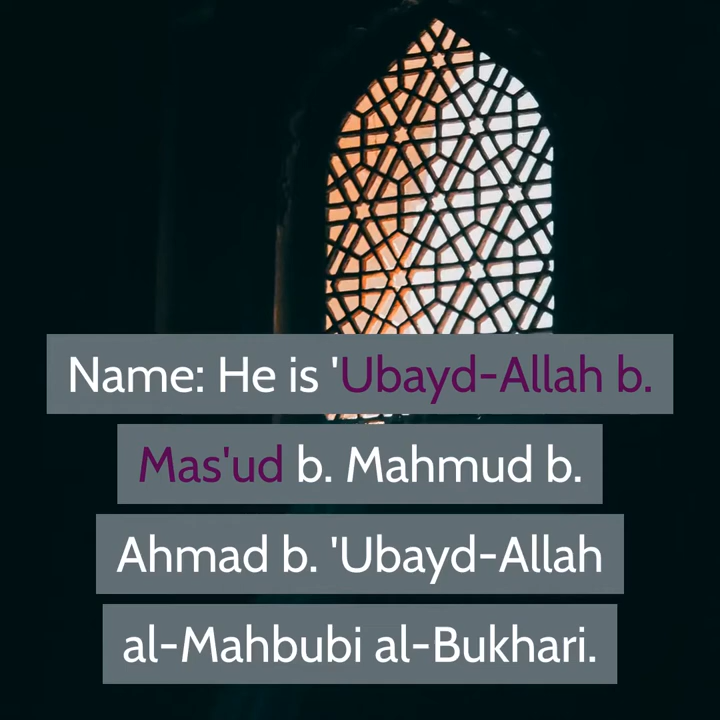 Name: He is 'Ubayd-Allah b.
Mas'ud b. Mahmud b.
Ahmad b. 'Ubayd-Allah
al-Mahbubi al-Bukhari.